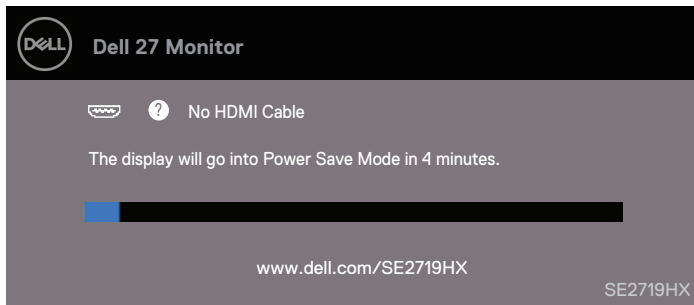 DELL
Dell 27 Monitor
? No HDMI Cable
The display will go into Power Save Mode in 4 minutes.
www.dell.com/SE2719HX
SE2719HX